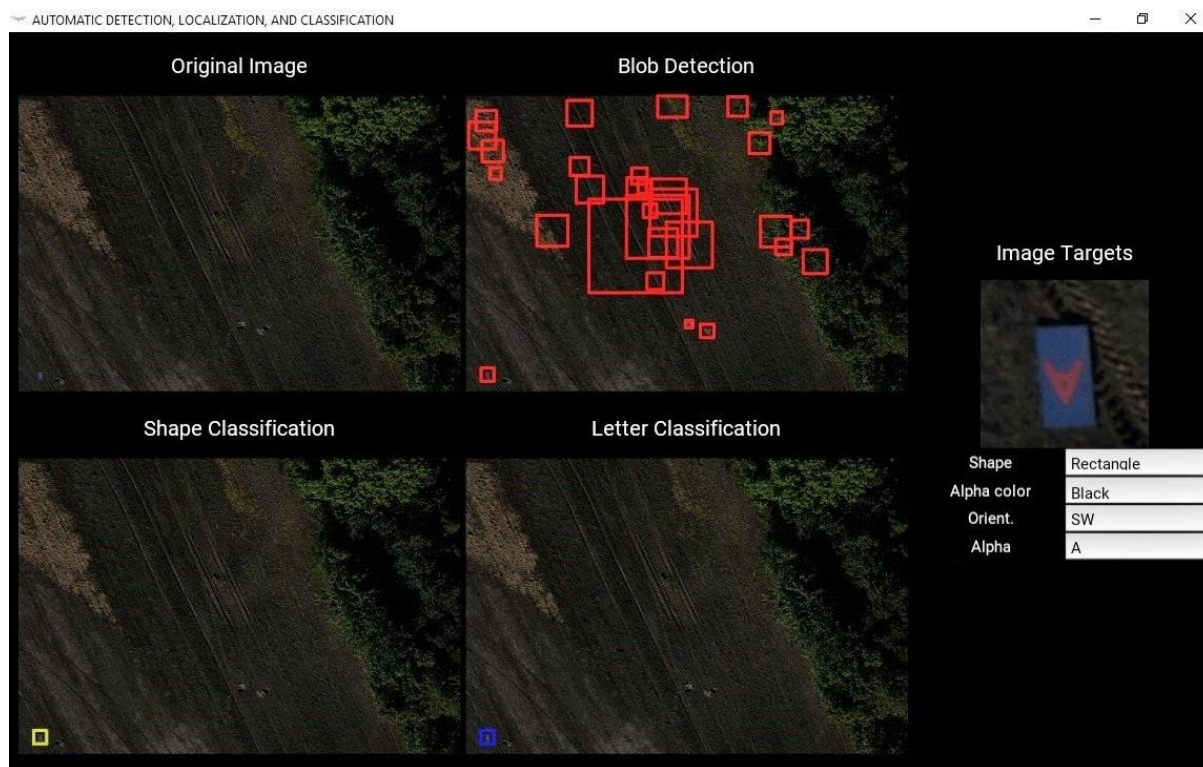 AUTOMATIC DETECTION, LOCALIZATION, AND CLASSIFICATION
Original Image
Blob Detection
Shape Classification
Letter Classification
Image Targets
A
Shape Rectangle
Alpha color Black
Orient. SW
Alpha A